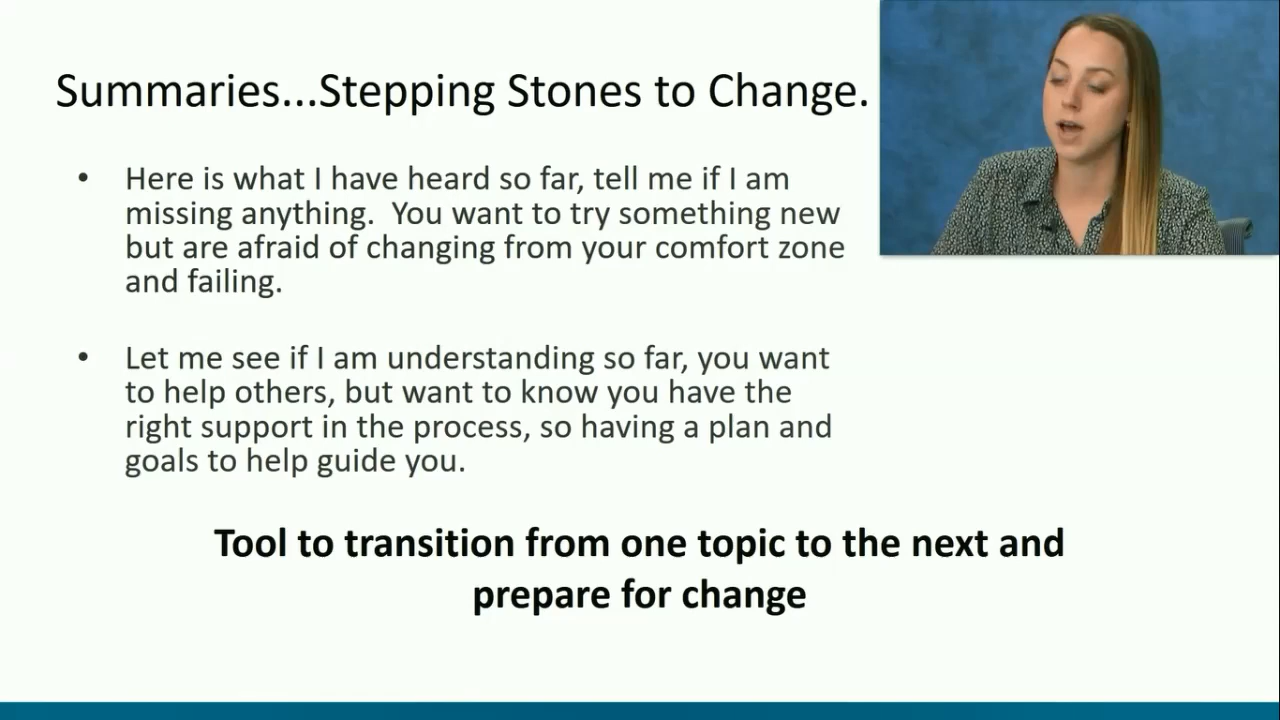 Summaries...Stepping Stones to Change.
• Here is what I have heard so far, tell me if I am
missing anything.  You want to try something new
but are afraid of changing from your comfort zone
and failing.
• Let me see if I am understanding so far, you want
to help others, but want to know you have the
right support in the process, so having a plan and
goals to help guide you.
Tool to transition from one topic to the next and
prepare for change